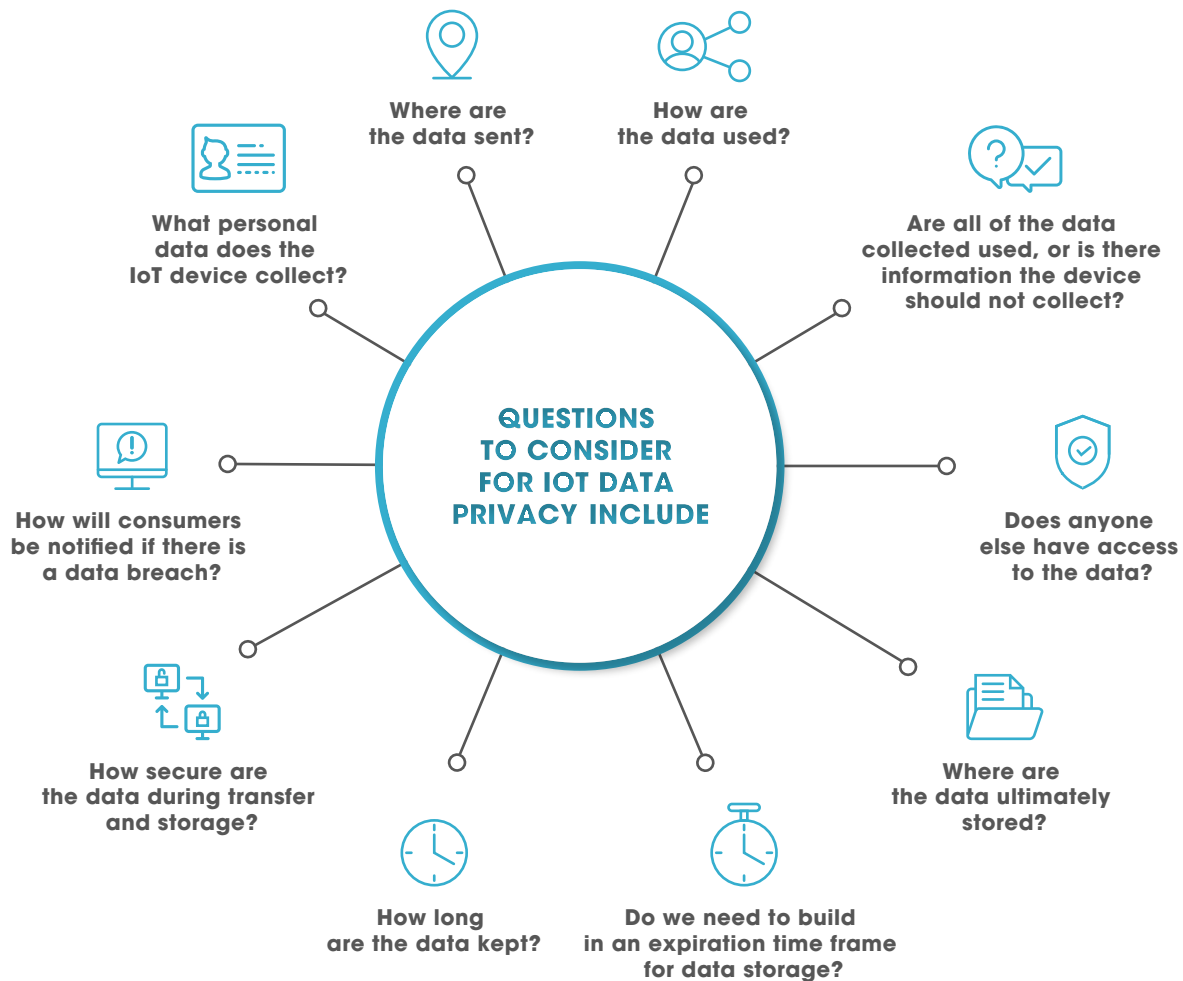 Where are
the data sent?
How are
the data used?
What personal
data does the
IoT device collect?
Are all of the data
collected used, or is there
information the device
should not collect?
QUESTIONS
TO CONSIDER
FOR IOT DATA
PRIVACY INCLUDE
How will consumers
be notified if there is
a data breach?
Does anyone
else have access
to the data?
How secure are
the data during transfer
and storage?
Where are
the data ultimately
stored?
How long
are the data kept?
Do we need to build
in an expiration time frame
for data storage?